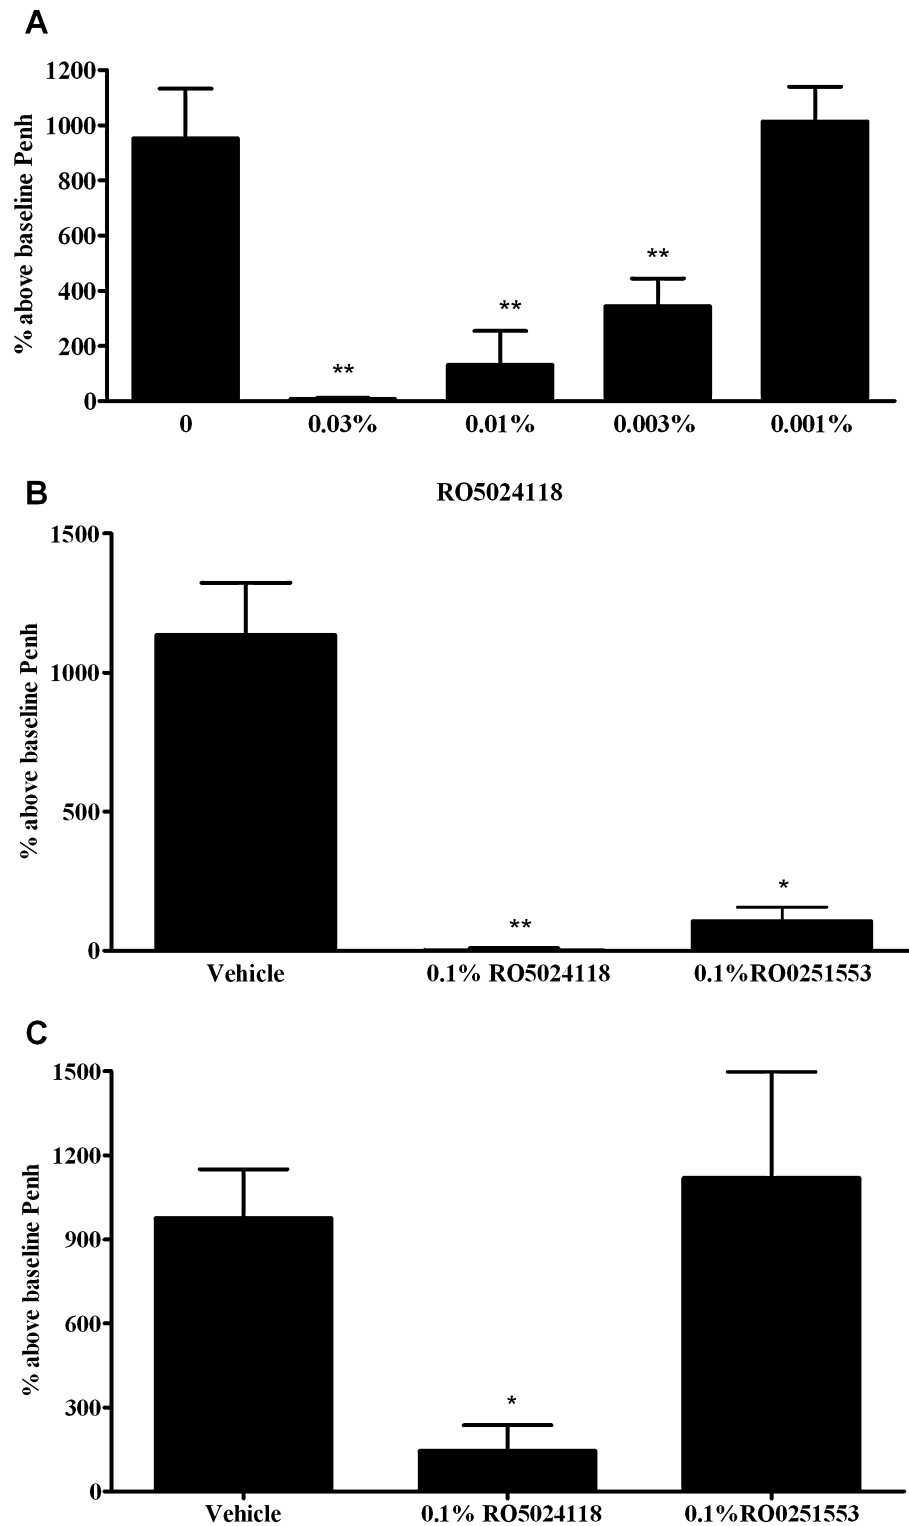 A
% above baseline Penh
1200
1000
800
600
400
200
0
**
**
**
0 0.03% 0.01% 0.003% 0.001%
RO5024118
B
% above baseline Penh
1500
1000
500
0
**
*
Vehicle 0.1% RO5024118 0.1%RO0251553
C
% above baseline Penh
1500
1200
900
600
300
0
*
Vehicle 0.1% RO5024118 0.1%RO0251553